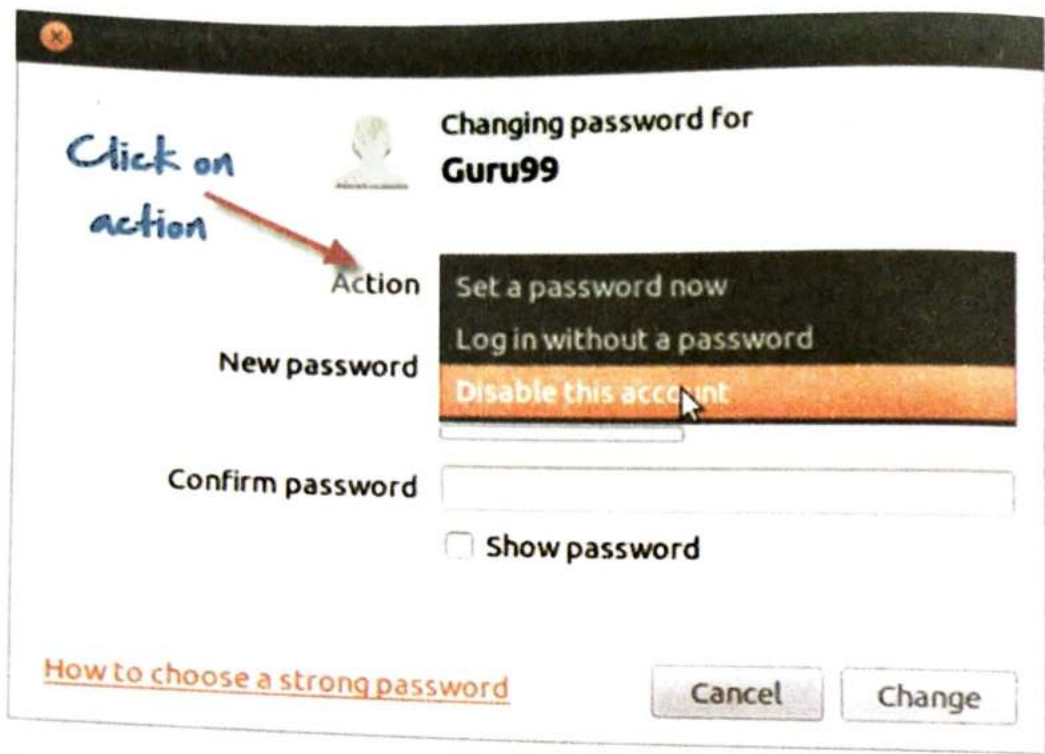 Changing password for
Guru99
Click on
action
Action
Set a password now
Log in without a password
Disable this account
New password
Confirm password
Show password
How to choose a strong password
Cancel
Change